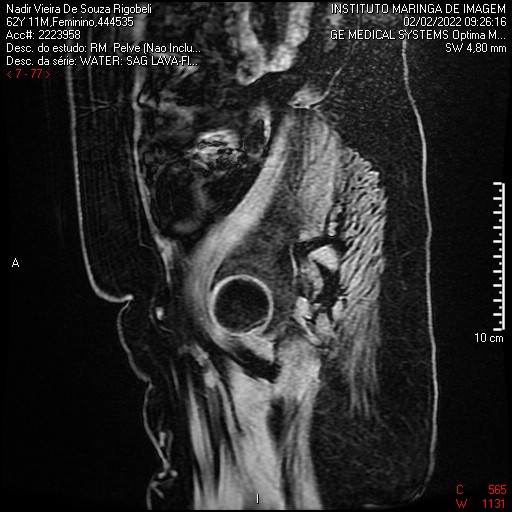 Nadir Vieira De Souza Rigobeli
62Y 11M,Feminino,444535
Acc#: 2223958
Desc. do estudo: RM Pelve (Nao Inclu...
Desc. da série: WATER: SAG LAVA-Fl...
< 7 - 77 >
INSTITUTO MARINGA DE IMAGEM
02/02/2022 09:26:16
GE MEDICAL SYSTEMS Optima M...
SW 4,80 mm
A
10 cm
I
C 565
W 1131